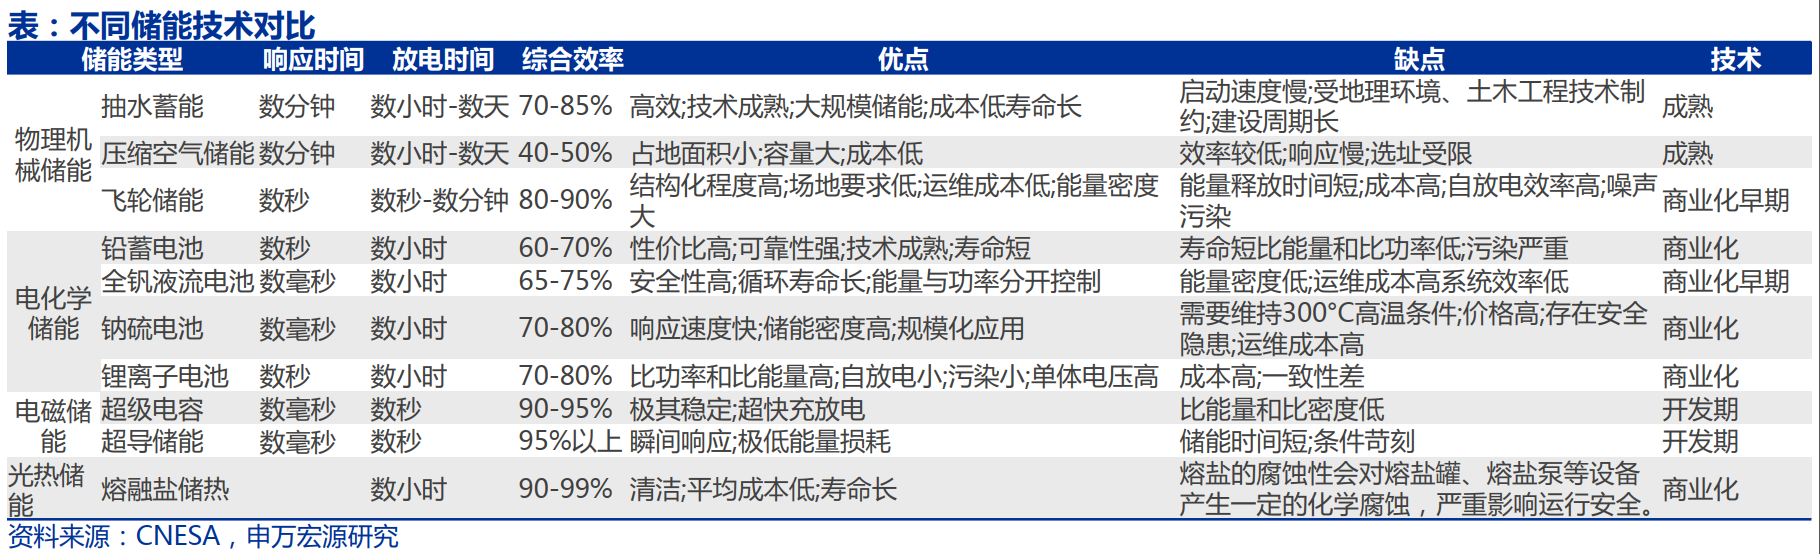 表：不同储能技术对比
储能类型 响应时间 放电时间 综合效率 优点 缺点 技术
物理机械储能 抽水蓄能 数分钟 数小时-数天 70-85% 高效;技术成熟;大规模储能;成本低寿命长 启动速度慢;受地理环境、土木工程技术制约;建设周期长 成熟
压缩空气储能 数分钟 数小时-数天 40-50% 占地面积小;容量大;成本低 效率较低;响应慢;选址受限 成熟
飞轮储能 数秒 数秒-数分钟 80-90% 结构化程度高;场地要求低;运维成本低;能量密度大 能量释放时间短;成本高;自放电效率高;噪声污染 商业化早期
电化学储能 铅蓄电池 数秒 数小时 60-70% 性价比高;可靠性强;技术成熟;寿命短 寿命短比能量和比功率低;污染严重 商业化
全钒液流电池 数毫秒 数小时 65-75% 安全性高;循环寿命长;能量与功率分开控制 能量密度低;运维成本高系统效率低 商业化早期
钠硫电池 数毫秒 数小时 70-80% 响应速度快;储能密度高;规模化应用 需要维持300°C高温条件;价格高;存在安全隐患;运维成本高 商业化
锂离子电池 数秒 数小时 70-80% 比功率和比能量高;自放电小;污染小;单体电压高 成本高;一致性差 商业化
电磁储能 超级电容 数毫秒 数秒 90-95% 极其稳定;超快充放电 比能量和比密度低 开发期
超导储能 数毫秒 数秒 95%以上 瞬间响应;极低能量损耗 储能时间短;条件苛刻 开发期
光热储能 熔融盐储热 数小时 90-99% 清洁;平均成本低;寿命长 熔盐的腐蚀性会对熔盐罐、熔盐泵等设备产生一定的化学腐蚀，严重影响运行安全。 商业化
资料来源：CNESA，申万宏源研究